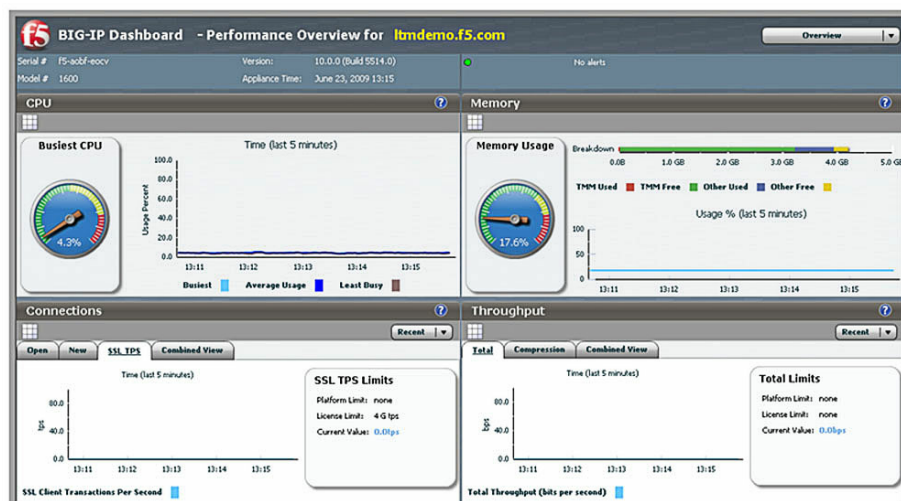 f5 BIG-IP Dashboard - Performance Overview for ltmdemo.f5.com Overview
Serial # f5-aobf-eocv Version: 10.0.0 (Build 5514.0) No alerts
Model # 1600 Appliance Time: June 23, 2009 13:15
CPU ?
Busiest CPU
4.3%
Time (last 5 minutes)
Usage Percent
100.0
80.0
60.0
40.0
20.0
0.0
13:11 13:12 13:13 13:14 13:15
Busiest Average Usage Least Busy
Memory ?
Memory Usage
17.6%
Breakdown
0.0B 1.0 GB 2.0 GB 3.0 GB 4.0 GB 5.0 G
TMM Used TMM Free Other Used Other Free
Usage % (last 5 minutes)
100
50
0
13:11 13:12 13:13 13:14 13:15
Connections ?
Recent
Open New SSL TPS Combined View
Time (last 5 minutes)
tps
80.0
40.0
0.0
13:11 13:12 13:13 13:14 13:15
SSL Client Transactions Per Second
SSL TPS Limits
Platform Limit: none
License Limit: 4 G tps
Current Value: 0.0tps
Throughput ?
Recent
Total Compression Combined View
Time (last 5 minutes)
bps
80.0
40.0
0.0
13:11 13:12 13:13 13:14 13:15
Total Throughput (bits per second)
Total Limits
Platform Limit: none
License Limit: none
Current Value: 0.0bps